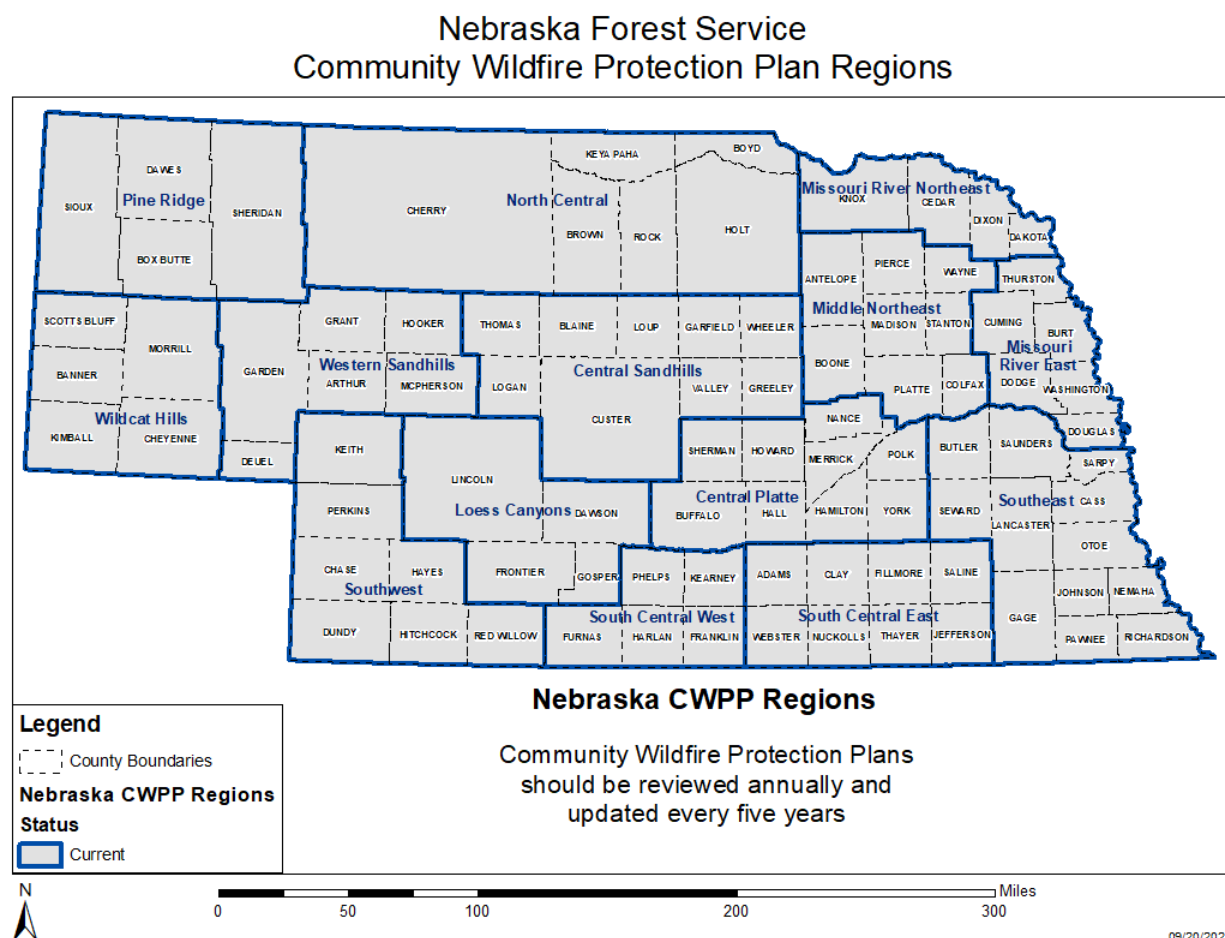 Nebraska Forest Service
Community Wildfire Protection Plan Regions
KEYA PAHA
BOYD
DAWES
Pine Ridge
SIOUX
SHERIDAN
BOX BUTTE
CHERRY
North Central
BROWN
ROCK
HOLT
Missouri River Northeast
KNOX
CEDAR
DIXON
DAKOTA
ANTELOPE
PIERCE
WAYNE
THURSTON
Middle Northeast
MADISON
STANTON
CUMING
BURT
Missouri
River East
BOONE
PLATTE
COLFAX
DODGE
WASHINGTON
DOUGLAS
SCOTTS BLUFF
MORRILL
BANNER
Wildcat Hills
KIMBALL
CHEYENNE
GRANT
HOOKER
GARDEN
Western Sandhills
ARTHUR
MCPHERSON
DEUEL
THOMAS
BLAINE
LOUP
GARFIELD
WHEELER
Central Sandhills
LOGAN
VALLEY
GREELEY
CUSTER
NANCE
SHERMAN
HOWARD
MERRICK
POLK
Central Platte
BUFFALO
HALL
HAMILTON
YORK
BUTLER
SAUNDERS
SARPY
Southeast
CASS
SEWARD
LANCASTER
OTOE
JOHNSON
NEMAHA
GAGE
PAWNEE
RICHARDSON
KEITH
PERKINS
CHASE
HAYES
Southwest
DUNDY
HITCHCOCK
RED WILLOW
LINCOLN
Loess Canyons
DAWSON
FRONTIER
GOSPER
PHELPS
KEARNEY
South Central West
FURNAS
HARLAN
FRANKLIN
ADAMS
CLAY
FILLMORE
SALINE
South Central East
WEBSTER
NUCKOLLS
THAYER
JEFFERSON
Nebraska CWPP Regions
Community Wildfire Protection Plans
should be reviewed annually and
updated every five years
Legend
County Boundaries
Nebraska CWPP Regions
Status
Current
N
0 50 100 200 300 Miles